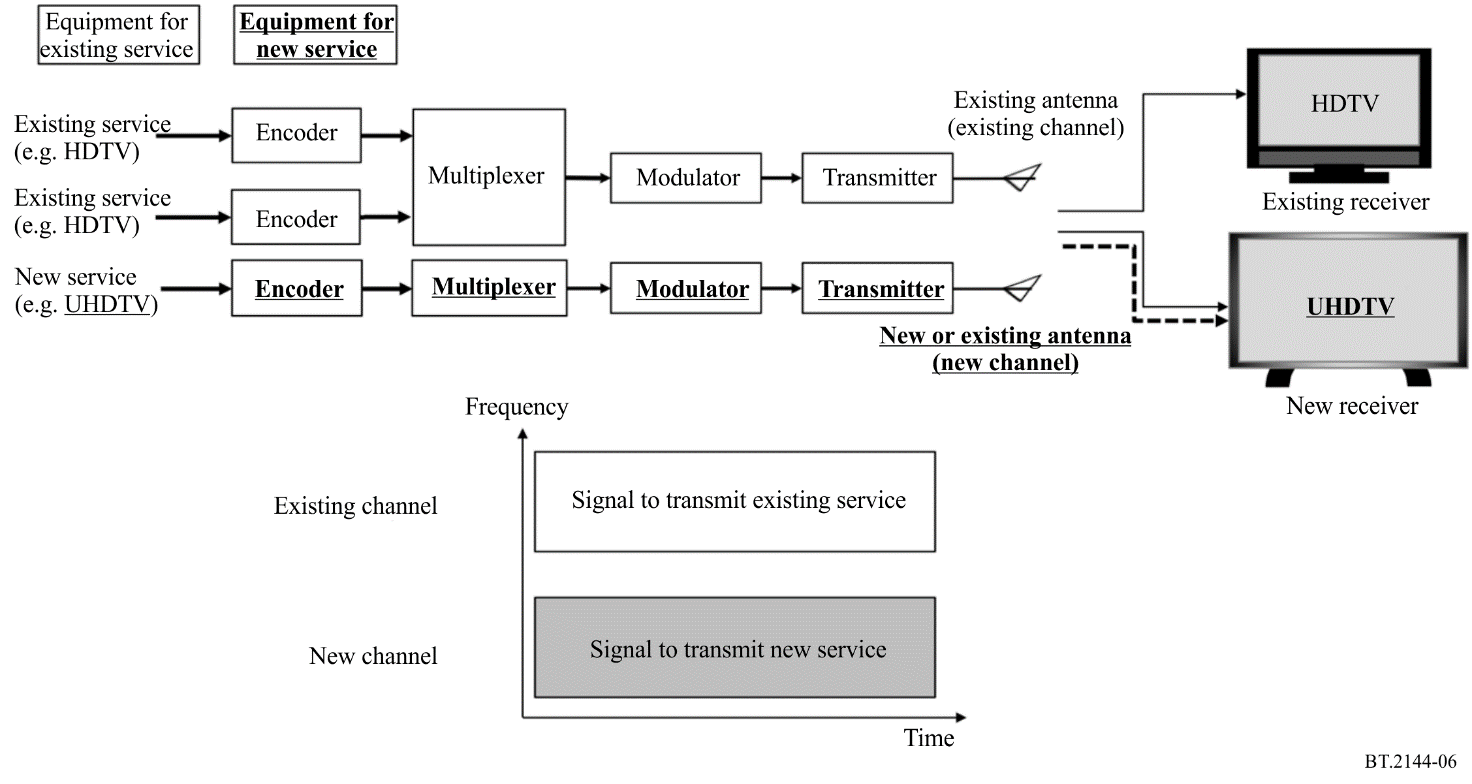 Equipment for
existing service
Equipment for
new service
Existing service
(e.g. HDTV)
Encoder
Existing service
(e.g. HDTV)
Encoder
Multiplexer
Modulator
Transmitter
Existing antenna
(existing channel)
HDTV
Existing receiver
New service
(e.g. UHDTV)
Encoder
Multiplexer
Modulator
Transmitter
New or existing antenna
(new channel)
UHDTV
New receiver
Frequency
Existing channel
Signal to transmit existing service
New channel
Signal to transmit new service
Time
BT.2144-06